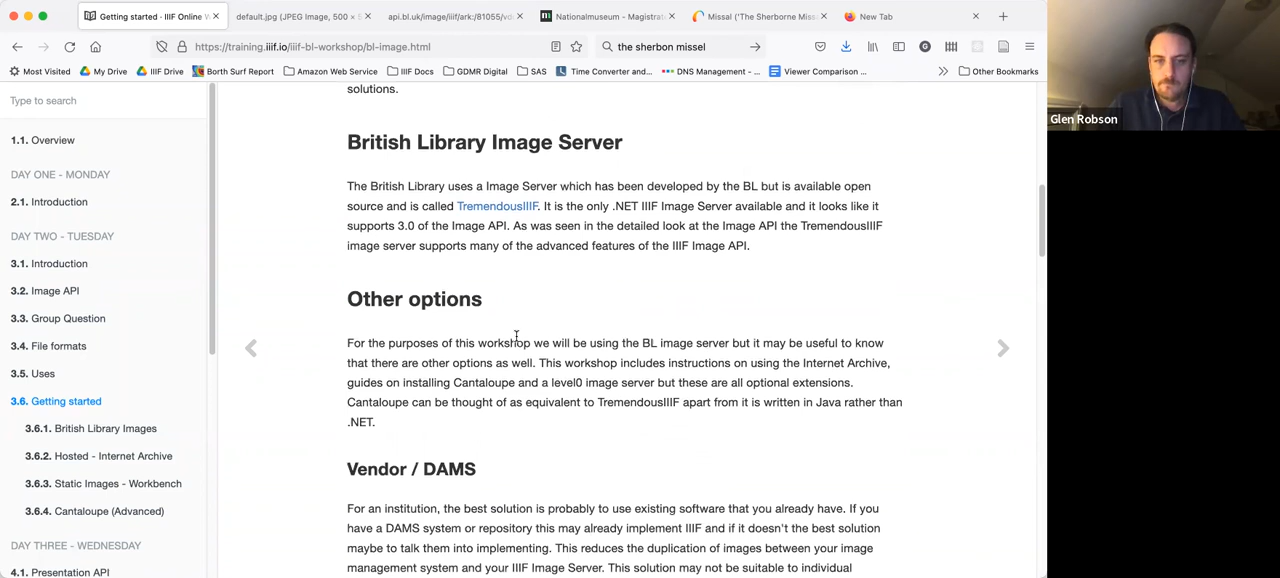 Getting started · IIIF Online W
default.jpg (JPEG Image, 500 × 5
api.bl.uk/image/iiif/ark:/81055/vdc
Nationalmuseum - Magistrat
Missal ('The Sherborne Miss
New Tab
https://training.iiif.io/iiif-bl-workshop/bl-image.html
the sherbon missel
Most Visited
My Drive
IIIF Drive
Borth Surf Report
Amazon Web Service
IIIF Docs
GDMR Digital
SAS
Time Converter and...
DNS Management - ...
Viewer Comparison ...
Other Bookmarks
Glen Robson
Type to search
1.1. Overview
DAY ONE - MONDAY
2.1. Introduction
DAY TWO - TUESDAY
3.1. Introduction
3.2. Image API
3.3. Group Question
3.4. File formats
3.5. Uses
3.6. Getting started
3.6.1. British Library Images
3.6.2. Hosted - Internet Archive
3.6.3. Static Images - Workbench
3.6.4. Cantaloupe (Advanced)
DAY THREE - WEDNESDAY
4.1. Presentation API
solutions.
British Library Image Server
The British Library uses a Image Server which has been developed by the BL but is available open
source and is called TremendousIIIF. It is the only .NET IIIF Image Server available and it looks like it
supports 3.0 of the Image API. As was seen in the detailed look at the Image API the TremendousIIIF
image server supports many of the advanced features of the IIIF Image API.
Other options
For the purposes of this workshop we will be using the BL image server but it may be useful to know
that there are other options as well. This workshop includes instructions on using the Internet Archive,
guides on installing Cantaloupe and a level0 image server but these are all optional extensions.
Cantaloupe can be thought of as equivalent to TremendousIIIF apart from it is written in Java rather than
.NET.
Vendor / DAMS
For an institution, the best solution is probably to use existing software that you already have. If you
have a DAMS system or repository this may already implement IIIF and if it doesn't the best solution
maybe to talk them into implementing. This reduces the duplication of images between your image
management system and your IIIF Image Server. This solution may not be suitable to individual